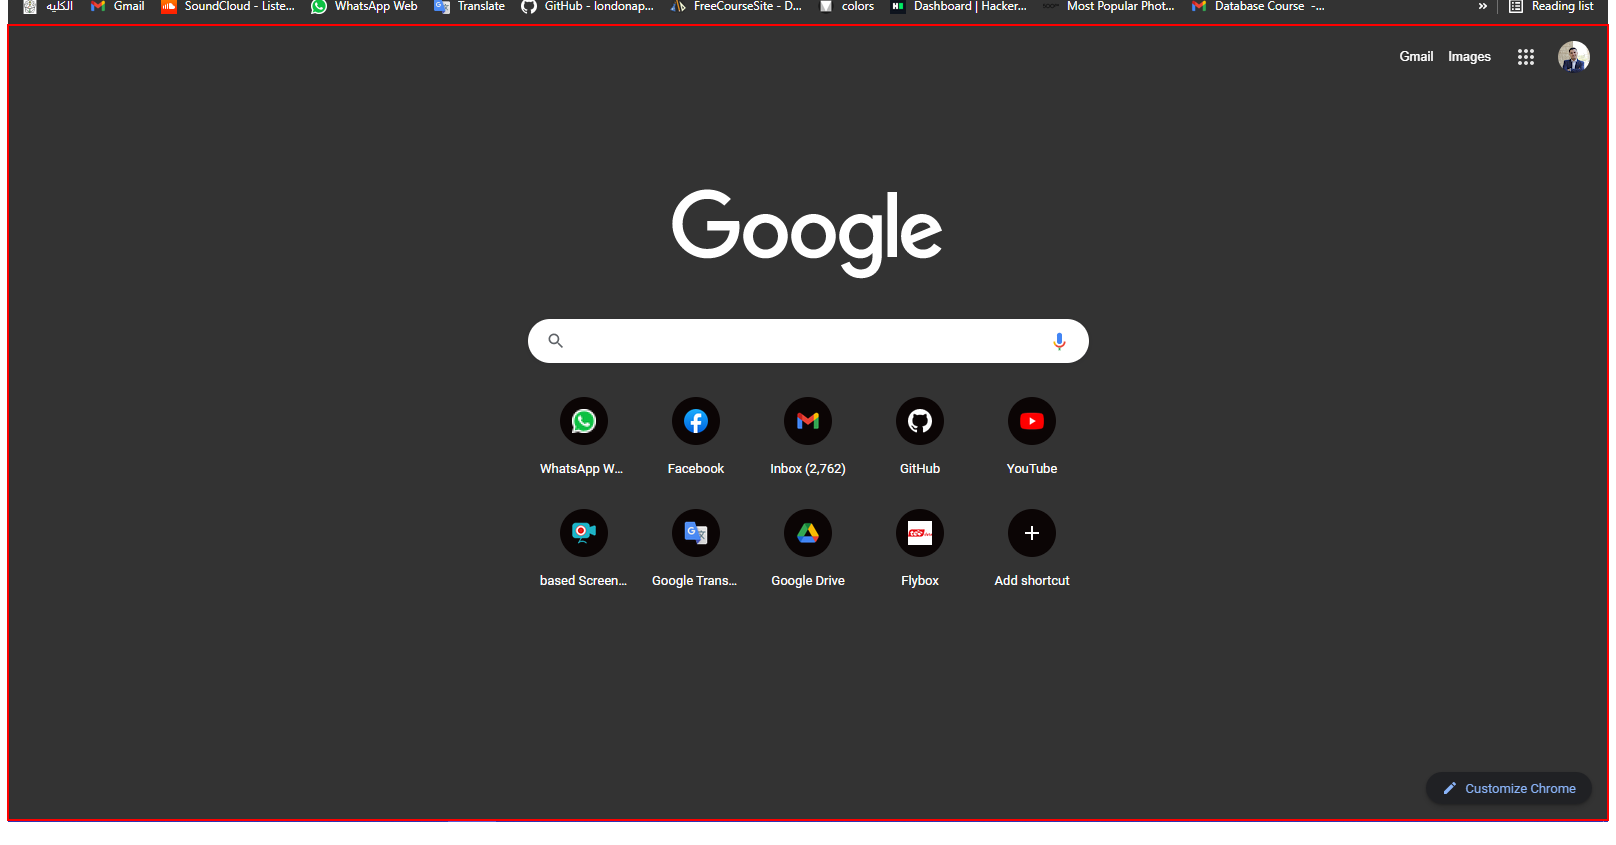 الكليه Gmail SoundCloud - Liste... WhatsApp Web Translate GitHub - londonap... FreeCourseSite - D... colors Dashboard | Hacker... Most Popular Phot... Database Course -... » Reading list
Gmail Images
Google
WhatsApp W... Facebook Inbox (2,762) GitHub YouTube
based Screen... Google Trans... Google Drive Flybox Add shortcut
Customize Chrome